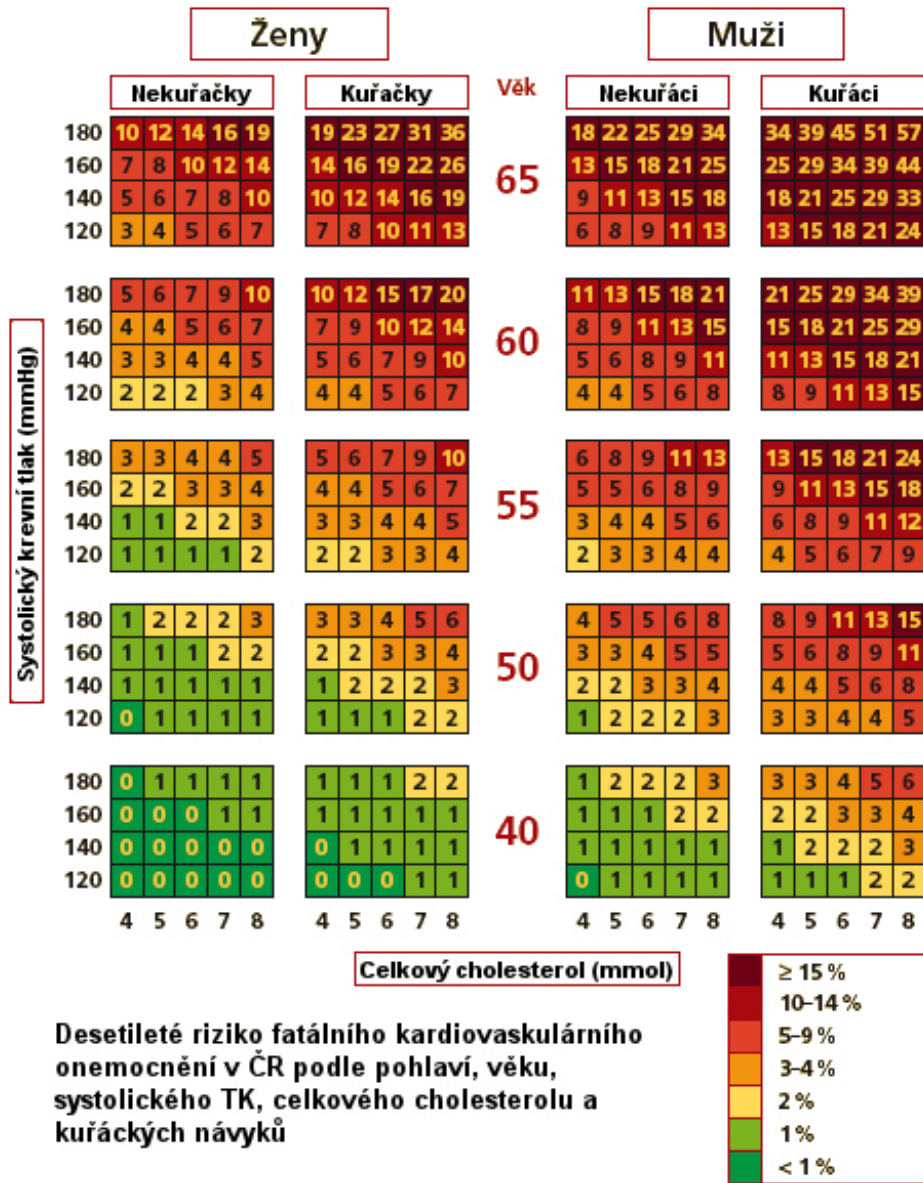 Ženy Muži
Nekuřačky Kuřačky Věk Nekuřáci Kuřáci
180 10 12 14 16 19 19 23 27 31 36 18 22 25 29 34 34 39 45 51 57
160 7 8 10 12 14 14 16 19 22 26 13 15 18 21 25 25 29 34 39 44
65
140 5 6 7 8 10 10 12 14 16 19 9 11 13 15 18 18 21 25 29 33
120 3 4 5 6 7 7 8 10 11 13 6 8 9 11 13 13 15 18 21 24
180 5 6 7 9 10 10 12 15 17 20 11 13 15 18 21 21 25 29 34 39
160 4 4 5 6 7 7 9 10 12 14 8 9 11 13 15 15 18 21 25 29
60
140 3 3 4 4 5 5 6 7 9 10 5 6 8 9 11 11 13 15 18 21
120 2 2 2 3 4 4 4 5 6 7 4 4 5 6 8 8 9 11 13 15
Systolický krevní tlak (mmHg)
180 3 3 4 4 5 5 6 7 9 10 6 8 9 11 13 13 15 18 21 24
160 2 2 3 3 4 4 4 5 6 7 5 5 6 8 9 9 11 13 15 18
55
140 1 1 2 2 3 3 3 4 4 5 3 4 4 5 6 6 8 9 11 12
120 1 1 1 1 2 2 2 3 3 4 2 3 3 4 4 4 5 6 7 9
180 1 2 2 2 3 3 3 4 5 6 4 5 5 6 8 8 9 11 13 15
160 1 1 1 2 2 2 2 3 3 4 3 3 4 5 5 5 6 8 9 11
50
140 1 1 1 1 1 1 2 2 2 3 2 2 3 3 4 4 4 5 6 8
120 0 1 1 1 1 1 1 1 2 2 1 2 2 2 3 3 3 4 4 5
180 0 1 1 1 1 1 1 1 2 2 1 2 2 2 3 3 3 4 5 6
160 0 0 0 1 1 1 1 1 1 1 1 1 1 2 2 2 2 3 3 4
40
140 0 0 0 0 0 0 1 1 1 1 1 1 1 1 1 1 2 2 2 3
120 0 0 0 0 0 0 0 0 1 1 0 1 1 1 1 1 1 1 2 2
4 5 6 7 8 4 5 6 7 8 4 5 6 7 8 4 5 6 7 8
Celkový cholesterol (mmol)
≥ 15 %
10–14 %
5–9 %
3–4 %
2 %
1 %
< 1 %
Desetileté riziko fatálního kardiovaskulárního
onemocnění v ČR podle pohlaví, věku,
systolického TK, celkového cholesterolu a
kuřáckých návyků